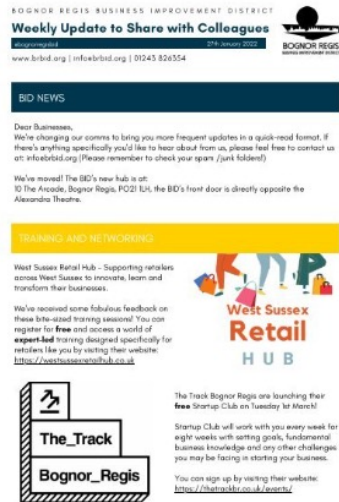 BOGNOR REGIS BUSINESS IMPROVEMENT DISTRICT
Weekly Update to Share with Colleagues
@bognorregisbid
27th January 2022
www.brbid.org | info@brbid.org | 01243 826354
BOGNOR REGIS
BUSINESS IMPROVEMENT DISTRICT
BID NEWS
Dear Businesses,
We're changing our comms to bring you more frequent updates in a quick-read format. If
there's anything specifically you'd like to hear about from us, please feel free to contact us
at: info@brbid.org (Please remember to check your spam /junk folders!)
We've moved! The BID's new hub is at:
10 The Arcade, Bognor Regis, PO21 1LH, the BID's front door is directly opposite the
Alexandra Theatre.
TRAINING AND NETWORKING
West Sussex Retail Hub - Supporting retailers
across West Sussex to innovate, learn and
transform their businesses.
We've received some fabulous feedback on
these bite-sized training sessions! You can
register for free and access a world of
expert-led training designed specifically for
retailers like you by visiting their website:
https://westsussexretailhub.co.uk
West Sussex
Retail
HUB
The_Track
Bognor_Regis
The Track Bognor Regis are launching their
free Startup Club on Tuesday 1st March!
Startup Club will work with you every week for
eight weeks with setting goals, fundamental
business knowledge and any other challenges
you may be facing in starting your business.
You can sign up by visiting their website:
https://thetrackbr.co.uk/events/